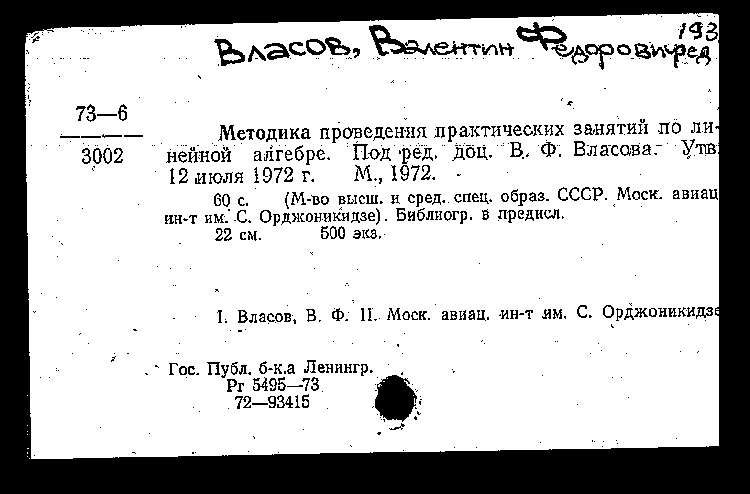 193
Власов, Валентин Федорович ред
73—6
3002
Методика проведения практических занятий по ли-
нейной алгебре. Под ред. доц. В. Ф. Власова. Утв.
12 июля 1972 г. М., 1972.
60 с. (М-во высш. и сред. спец. образ. СССР. Моск. авиац.
ин-т им. С. Орджоникидзе). Библиогр. в предисл.
22 см. 500 экз.
I. Власов, В. Ф. II. Моск. авиац. ин-т им. С. Орджоникидзе
Гос. Публ. б-ка Ленингр.
Рг 5495—73
72—93415